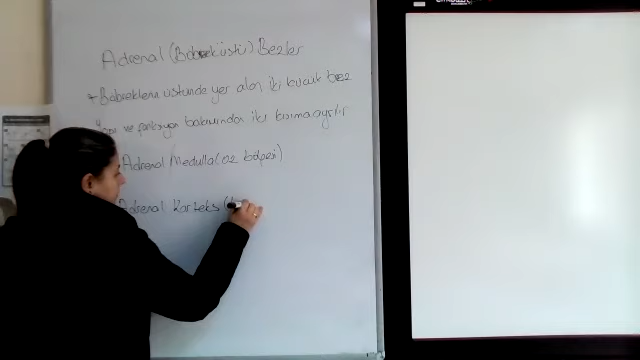 Adrenal (Böbreküstü) Bezler
* Böbreklerin üstünde yer alan iki küçük bez
Yapı ve fonksiyon bakımından iki kısma ayrılır
Adrenal Medulla (öz bölgesi)
Adrenal Korteks (